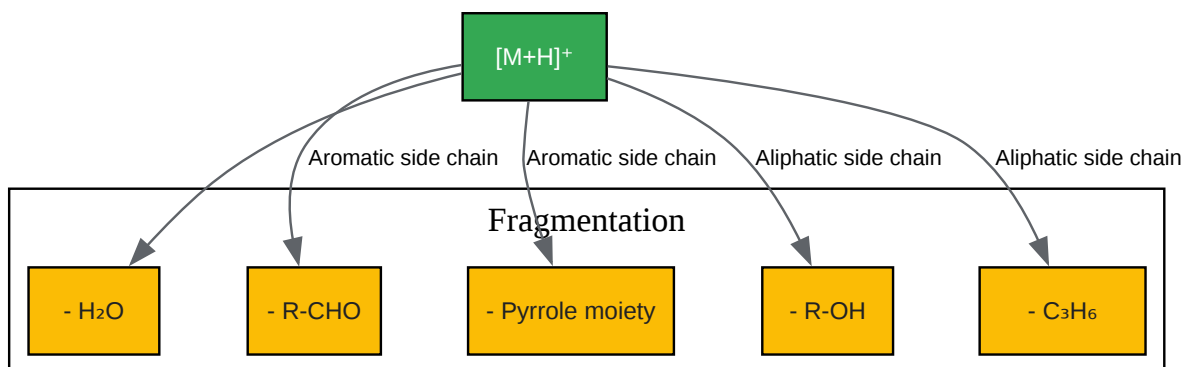 [M+H]⁺
Aromatic side chain
Aromatic side chain
Aliphatic side chain
Aliphatic side chain
Fragmentation
- H₂O
- R-CHO
- Pyrrole moiety
- R-OH
- C₃H₆